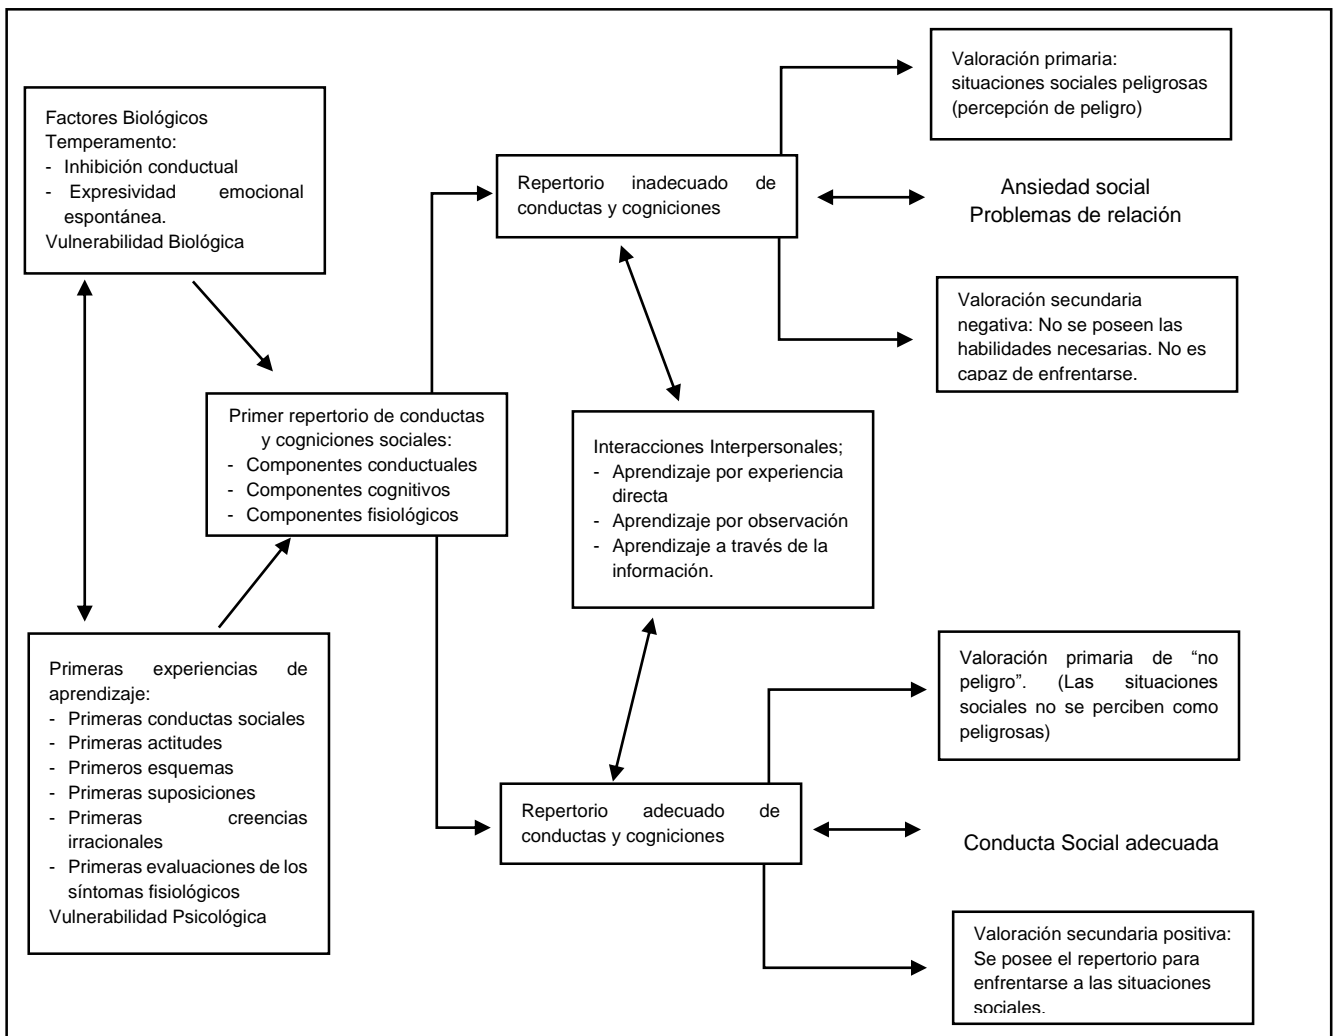 Factores Biológicos
Temperamento:
- Inhibición conductual
- Expresividad emocional
espontánea.
Vulnerabilidad Biológica
Primeras experiencias de
aprendizaje:
- Primeras conductas sociales
- Primeras actitudes
- Primeros esquemas
- Primeras suposiciones
- Primeras creencias
irracionales
- Primeras evaluaciones de los
síntomas fisiológicos
Vulnerabilidad Psicológica
Primer repertorio de conductas
y cogniciones sociales:
- Componentes conductuales
- Componentes cognitivos
- Componentes fisiológicos
Repertorio inadecuado de
conductas y cogniciones
Interacciones Interpersonales;
- Aprendizaje por experiencia
directa
- Aprendizaje por observación
- Aprendizaje a través de la
información.
Repertorio adecuado de
conductas y cogniciones
Valoración primaria:
situaciones sociales peligrosas
(percepción de peligro)
Ansiedad social
Problemas de relación
Valoración secundaria
negativa: No se poseen las
habilidades necesarias. No es
capaz de enfrentarse.
Valoración primaria de “no
peligro”. (Las situaciones
sociales no se perciben como
peligrosas)
Conducta Social adecuada
Valoración secundaria positiva:
Se posee el repertorio para
enfrentarse a las situaciones
sociales.